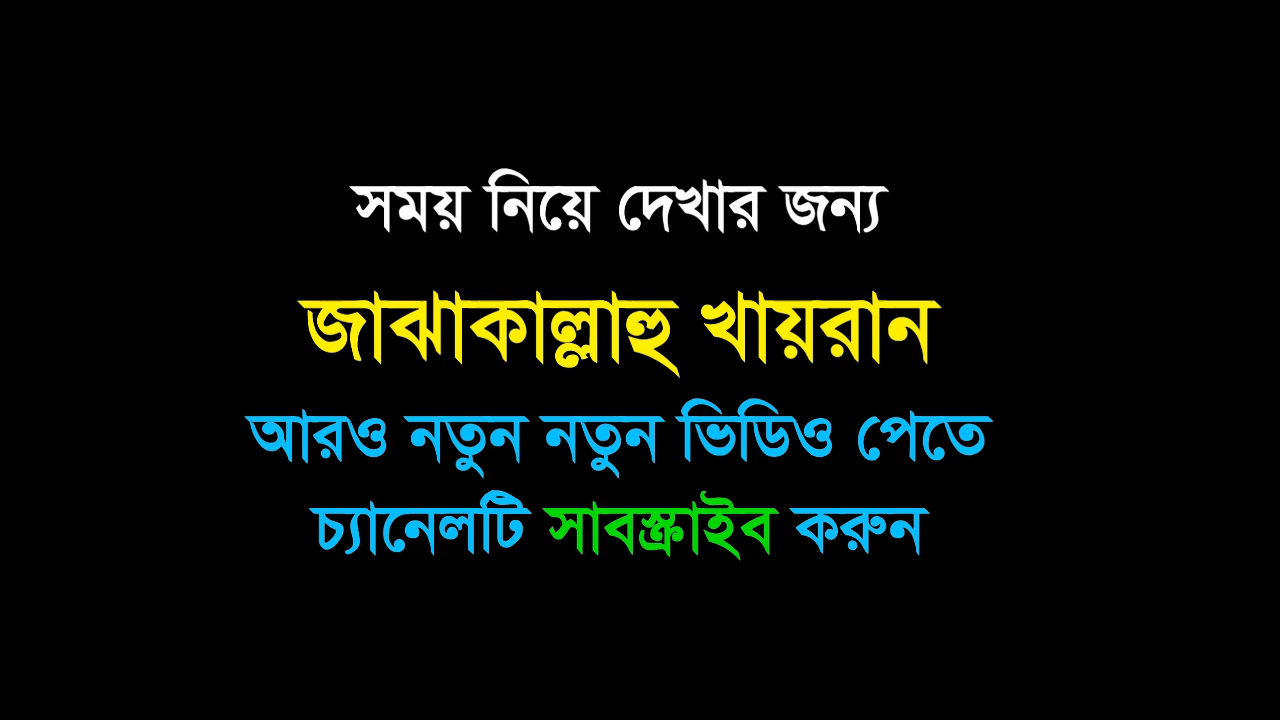 সময় নিয়ে দেখার জন্য
জাঝাকাল্লাহু খায়রান
আরও নতুন নতুন ভিডিও পেতে
চ্যানেলটি সাবস্ক্রাইব করুন